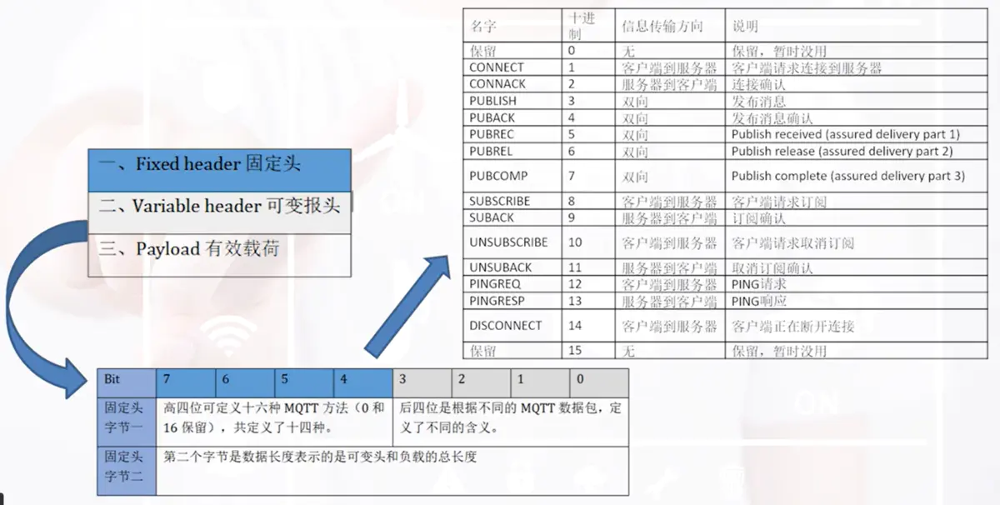 一、Fixed header 固定头
二、Variable header 可变报头
三、Payload 有效载荷
名字 十进制 信息传输方向 说明
保留 0 无 保留，暂时没用
CONNECT 1 客户端到服务器 客户端请求连接到服务器
CONNACK 2 服务器到客户端 连接确认
PUBLISH 3 双向 发布消息
PUBACK 4 双向 发布消息确认
PUBREC 5 双向 Publish received (assured delivery part 1)
PUBREL 6 双向 Publish release (assured delivery part 2)
PUBCOMP 7 双向 Publish complete (assured delivery part 3)
SUBSCRIBE 8 客户端到服务器 客户端请求订阅
SUBACK 9 服务器到客户端 订阅确认
UNSUBSCRIBE 10 客户端到服务器 客户端请求取消订阅
UNSUBACK 11 服务器到客户端 取消订阅确认
PINGREQ 12 客户端到服务器 PING请求
PINGRESP 13 服务器到客户端 PING响应
DISCONNECT 14 客户端到服务器 客户端正在断开连接
保留 15 无 保留，暂时没用
Bit 7 6 5 4 3 2 1 0
固定头字节一 高四位可定义十六种 MQTT 方法（0 和 16 保留），共定义了十四种。 后四位是根据不同的 MQTT 数据包，定义了不同的含义。
固定头字节二 第二个字节是数据长度表示的是可变头和负载的总长度
ON